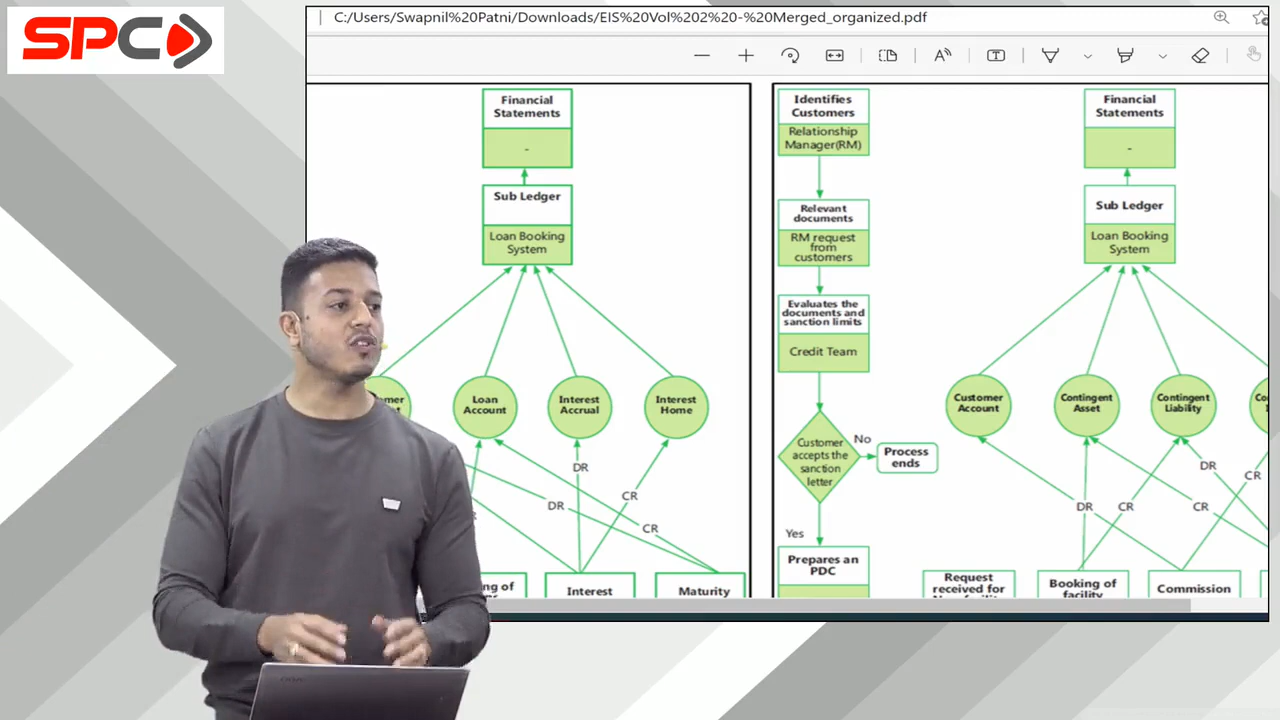 SPC
C:/Users/Swapnil%20Patni/Downloads/EIS%20Vol%202%20-%20Merged_organized.pdf
Financial
Statements
-
Sub Ledger
Loan Booking
System
Loan
Account
Interest
Accrual
Interest
Home
DR
CR
DR
CR
Interest
Maturity
Identifies
Customers
Relationship
Manager(RM)
Relevant
documents
RM request
from
customers
Evaluates the
documents and
sanction limits
Credit Team
Customer
accepts the
sanction
letter
No
Process
ends
Yes
Prepares an
PDC
Financial
Statements
-
Sub Ledger
Loan Booking
System
Customer
Account
Contingent
Asset
Contingent
Liability
DR
CR
DR
CR
CR
Request
received for
Booking of
facility
Commission